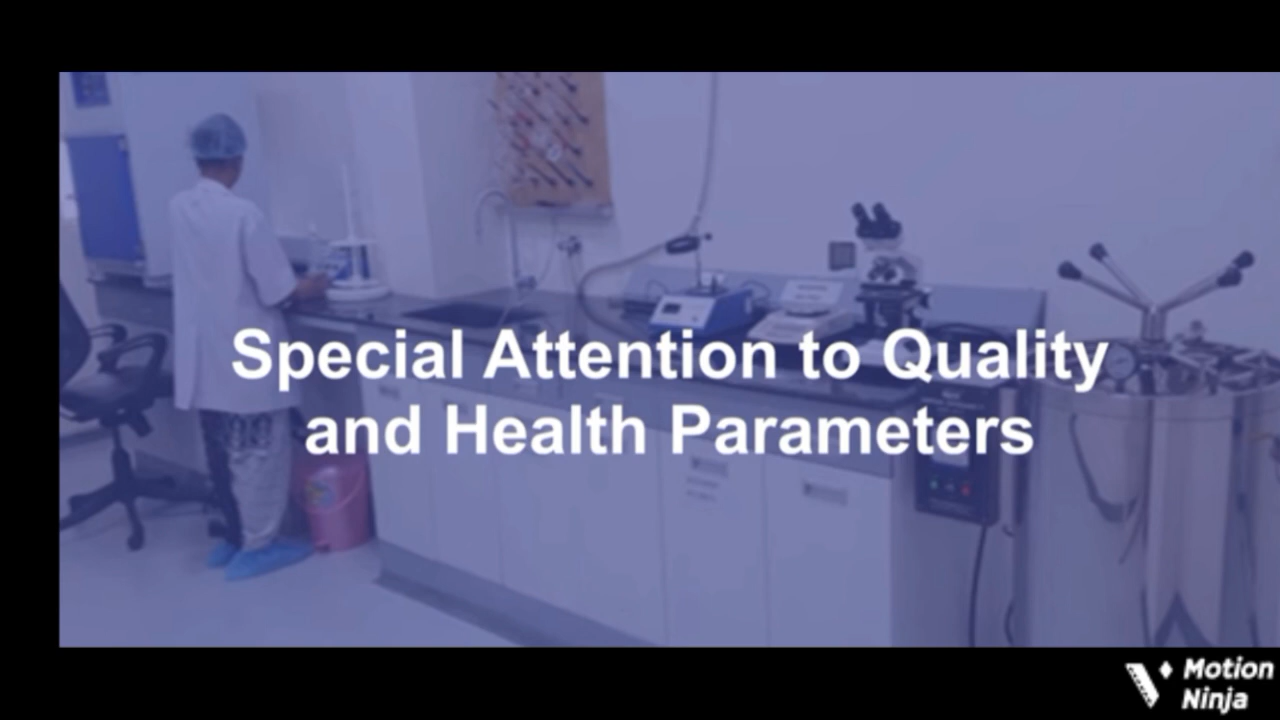 Special Attention to Quality
and Health Parameters
Motion
Ninja